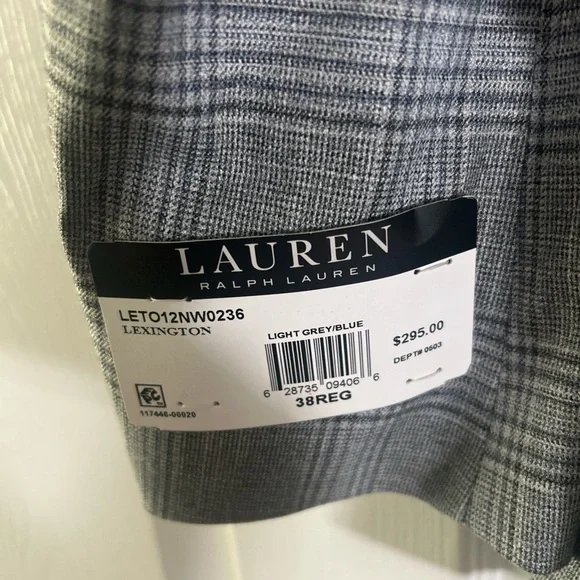 LAUREN
RALPH LAUREN
LETO12NW0236
LEXINGTON
LIGHT GREY/BLUE
$295.00
DEPT# 0603
6 28735 09406 6
38REG
117446-00020